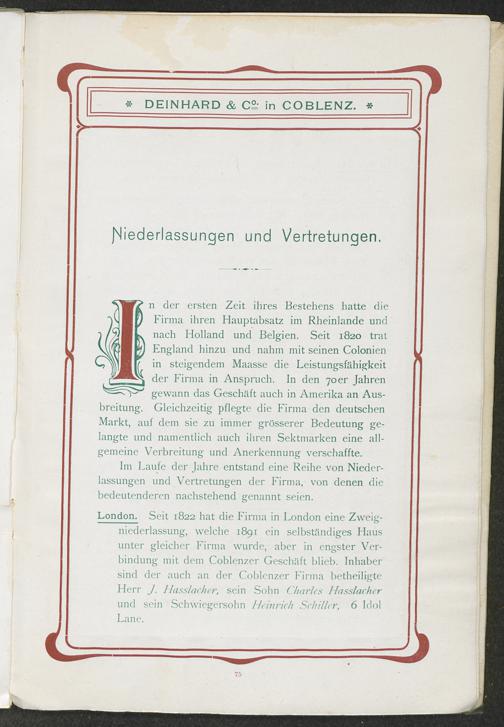 * DEINHARD & Co. in COBLENZ. *
Niederlassungen und Vertretungen.
In der ersten Zeit ihres Bestehens hatte die
Firma ihren Hauptabsatz im Rheinlande und
nach Holland und Belgien. Seit 1820 trat
England hinzu und nahm mit seinen Colonien
in steigendem Maasse die Leistungsfähigkeit
der Firma in Anspruch. In den 70er Jahren
gewann das Geschäft auch in Amerika an Aus-
breitung. Gleichzeitig pflegte die Firma den deutschen
Markt, auf dem sie zu immer grösserer Bedeutung ge-
langte und namentlich auch ihren Sektmarken eine all-
gemeine Verbreitung und Anerkennung verschaffte.
Im Laufe der Jahre entstand eine Reihe von Nieder-
lassungen und Vertretungen der Firma, von denen die
bedeutenderen nachstehend genannt seien.
London. Seit 1822 hat die Firma in London eine Zweig-
niederlassung, welche 1891 ein selbständiges Haus
unter gleicher Firma wurde, aber in engster Ver-
bindung mit dem Coblenzer Geschäft blieb. Inhaber
sind der auch an der Coblenzer Firma betheiligte
Herr J. Hasslacher, sein Sohn Charles Hasslacher
und sein Schwiegersohn Heinrich Schiller, 6 Idol
Lane.
75